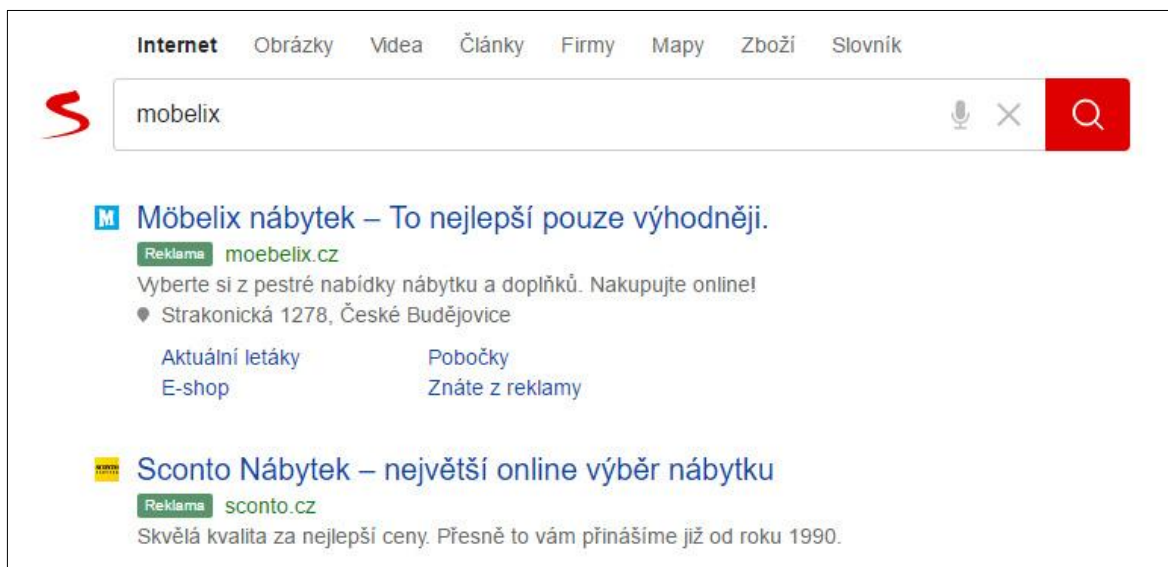 Internet Obrázky Videa Články Firmy Mapy Zboží Slovník
mobelix
Möbelix nábytek – To nejlepší pouze výhodněji.
Reklama moebelix.cz
Vyberte si z pestré nabídky nábytku a doplňků. Nakupujte online!
Strakonická 1278, České Budějovice
Aktuální letáky Pobočky
E-shop Znáte z reklamy
Sconto Nábytek – největší online výběr nábytku
Reklama sconto.cz
Skvělá kvalita za nejlepší ceny. Přesně to vám přinášíme již od roku 1990.